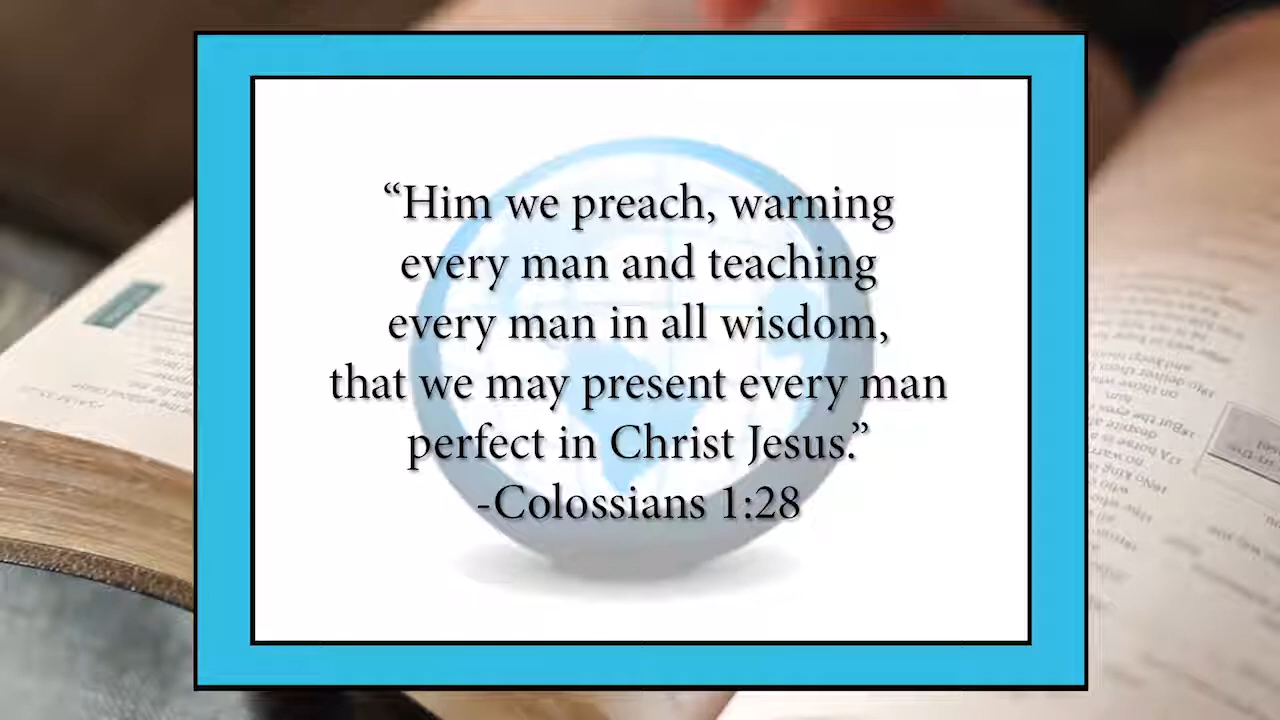 “Him we preach, warning
every man and teaching
every man in all wisdom,
that we may present every man
perfect in Christ Jesus.”
-Colossians 1:28